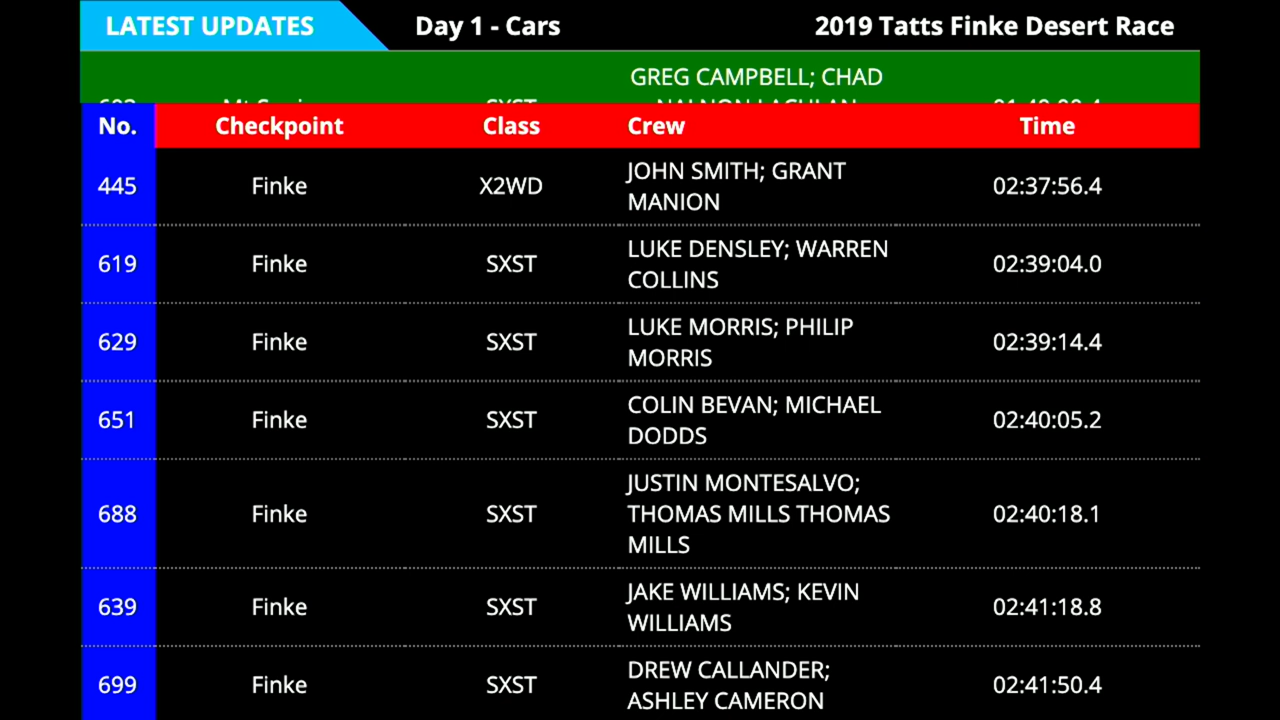 LATEST UPDATES Day 1 - Cars 2019 Tatts Finke Desert Race
GREG CAMPBELL; CHAD
No. Checkpoint Class Crew Time
445 Finke X2WD JOHN SMITH; GRANT MANION 02:37:56.4
619 Finke SXST LUKE DENSLEY; WARREN COLLINS 02:39:04.0
629 Finke SXST LUKE MORRIS; PHILIP MORRIS 02:39:14.4
651 Finke SXST COLIN BEVAN; MICHAEL DODDS 02:40:05.2
688 Finke SXST JUSTIN MONTESALVO; THOMAS MILLS THOMAS MILLS 02:40:18.1
639 Finke SXST JAKE WILLIAMS; KEVIN WILLIAMS 02:41:18.8
699 Finke SXST DREW CALLANDER; ASHLEY CAMERON 02:41:50.4